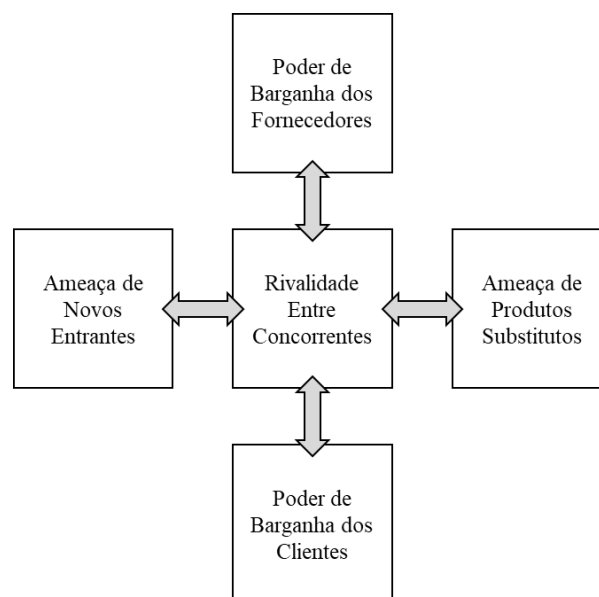 Poder de
Barganha dos
Fornecedores
Ameaça de
Novos
Entrantes
Rivalidade
Entre
Concorrentes
Ameaça de
Produtos
Substitutos
Poder de
Barganha dos
Clientes